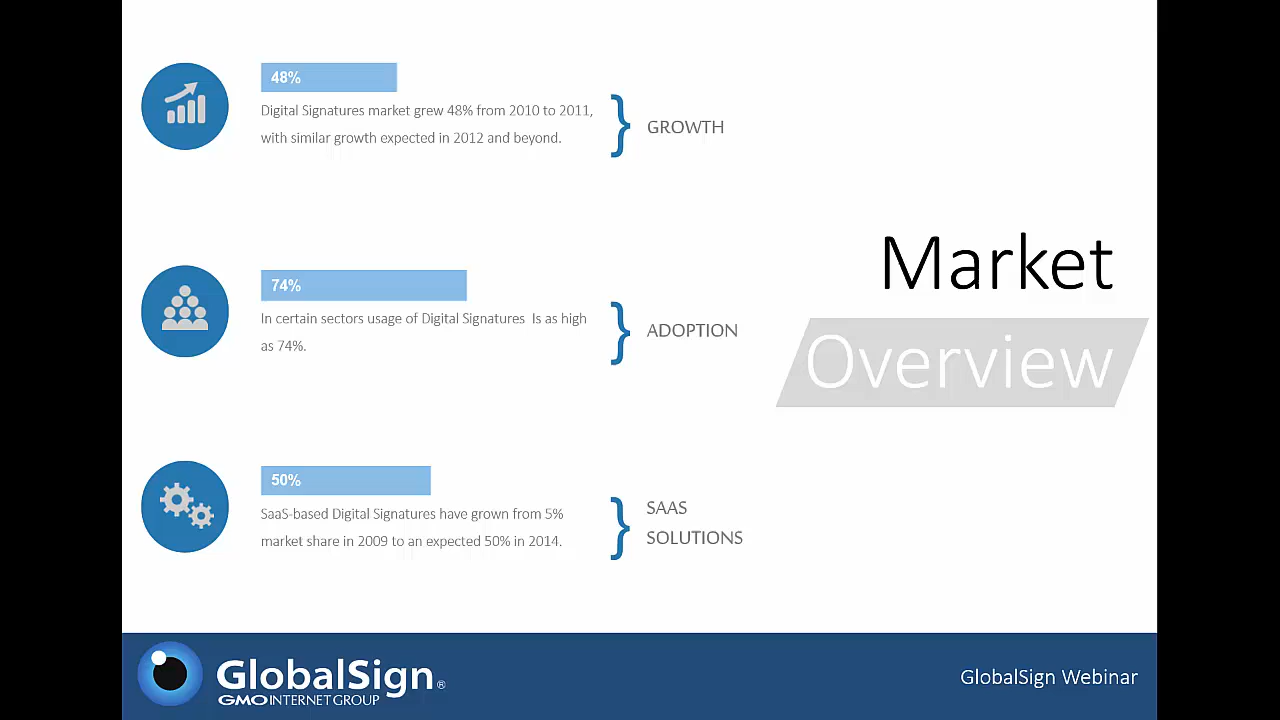 48%
Digital Signatures market grew 48% from 2010 to 2011,
with similar growth expected in 2012 and beyond.
GROWTH
74%
In certain sectors usage of Digital Signatures  Is as high
as 74%.
ADOPTION
50%
SaaS-based Digital Signatures have grown from 5%
market share in 2009 to an expected 50% in 2014.
SAAS
SOLUTIONS
Market
Overview
GlobalSign®
GMO INTERNET GROUP
GlobalSign Webinar